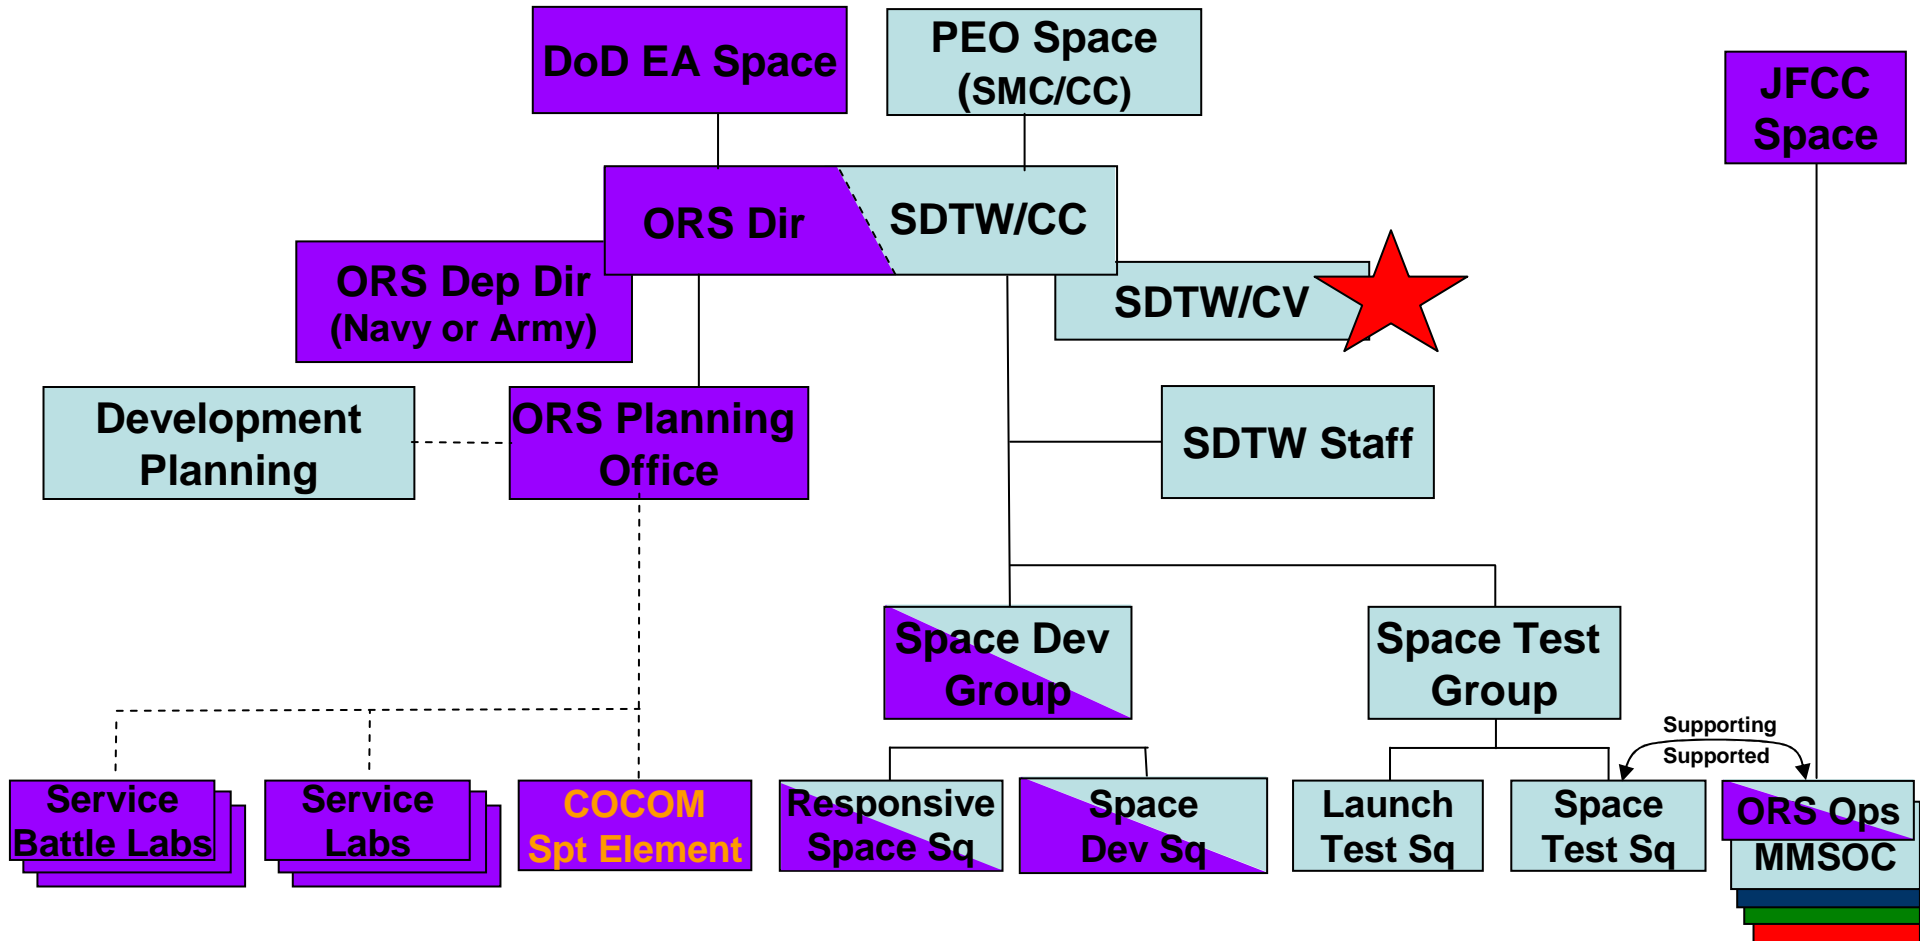 DoD EA Space
PEO Space
(SMC/CC)
JFCC
Space
ORS Dir
SDTW/CC
ORS Dep Dir
(Navy or Army)
SDTW/CV
Development
Planning
ORS Planning
Office
SDTW Staff
Space Dev
Group
Space Test
Group
Supporting
Supported
Service
Battle Labs
Service
Labs
COCOM
Spt Element
Responsive
Space Sq
Space
Dev Sq
Launch
Test Sq
Space
Test Sq
ORS Ops
MMSOC